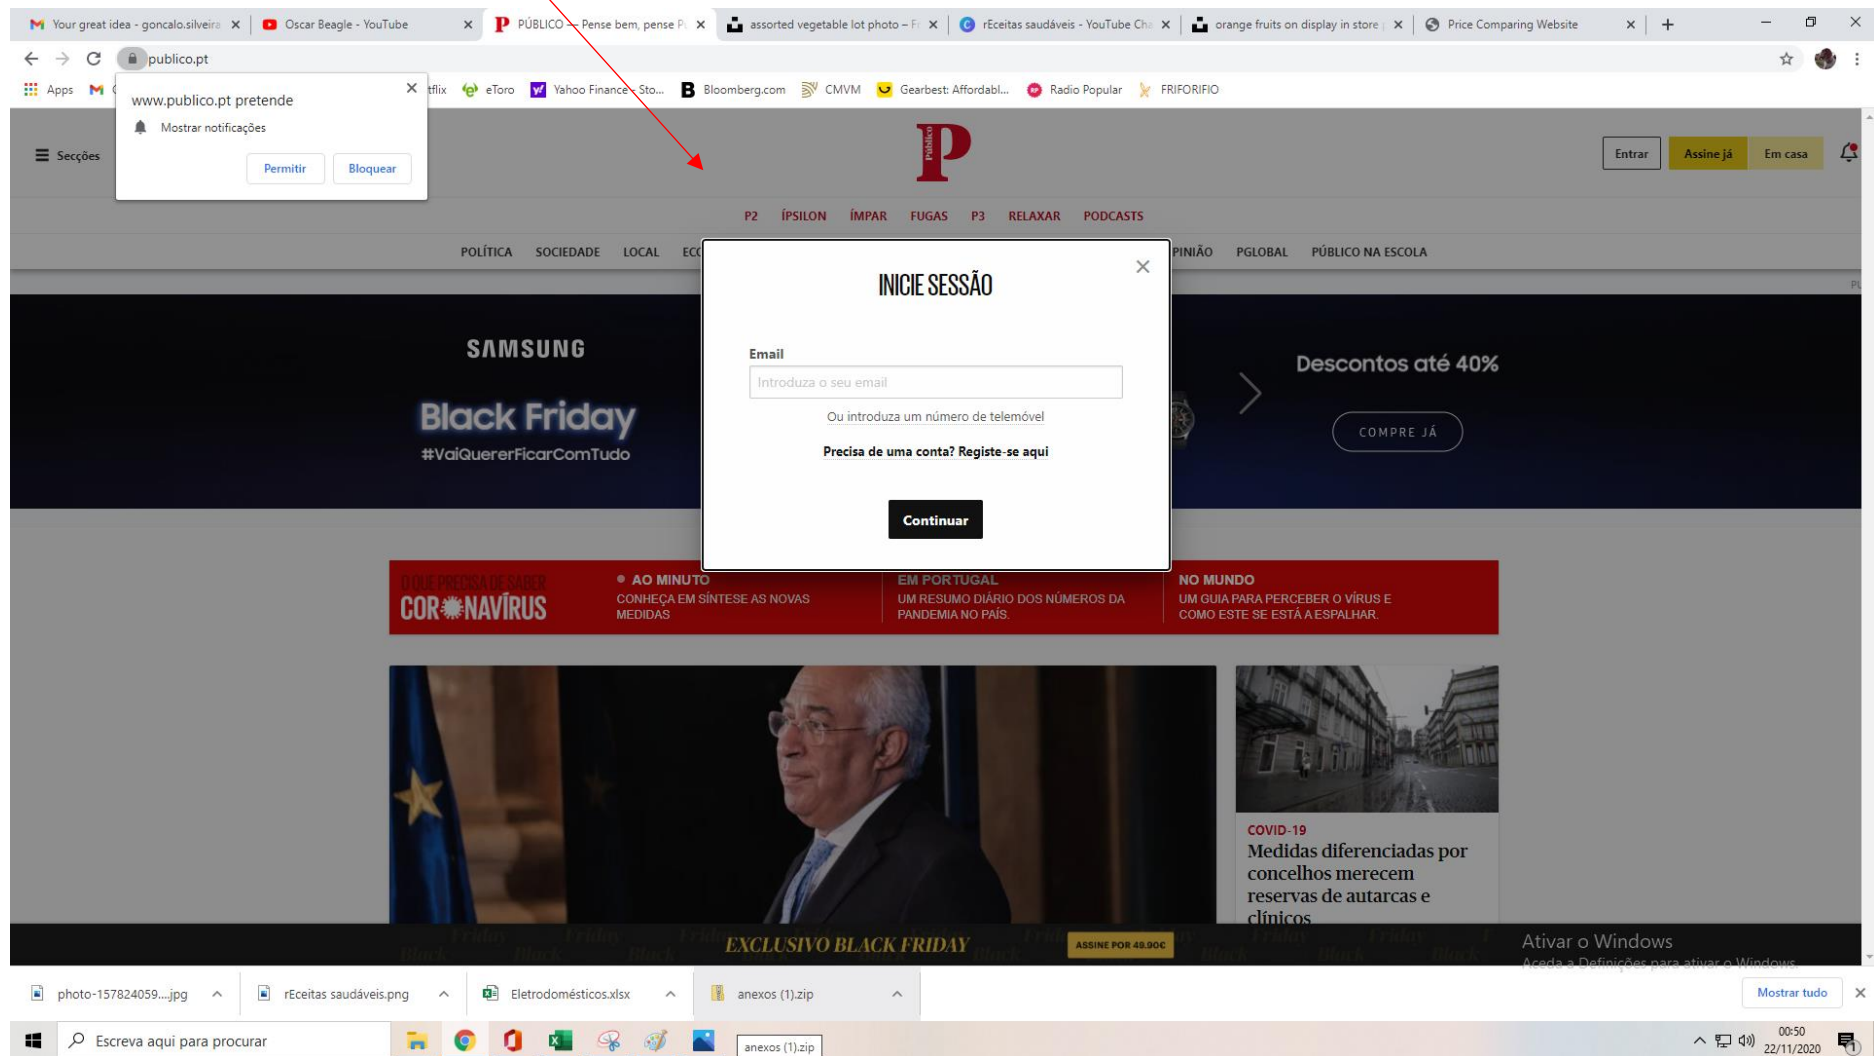 Your great idea - goncalo.silveira
Oscar Beagle - YouTube
PÚBLICO — Pense bem, pense P
assorted vegetable lot photo – Fr
rEceitas saudáveis - YouTube Cha
orange fruits on display in store
Price Comparing Website
publico.pt
Apps
tflix
eToro
Yahoo Finance - Sto...
Bloomberg.com
CMVM
Gearbest: Affordabl...
Radio Popular
FRIFORIFIO
www.publico.pt pretende
Mostrar notificações
Permitir
Bloquear
Secções
Público
P
Entrar
Assine já
Em casa
P2
ÍPSILON
ÍMPAR
FUGAS
P3
RELAXAR
PODCASTS
POLÍTICA
SOCIEDADE
LOCAL
ECO
PINIÃO
PGLOBAL
PÚBLICO NA ESCOLA
PU
INICIE SESSÃO
Email
Introduza o seu email
Ou introduza um número de telemóvel
Precisa de uma conta? Registe-se aqui
Continuar
SAMSUNG
Black Friday
#VaiQuererFicarComTudo
Descontos até 40%
COMPRE JÁ
O QUE PRECISA DE SABER
CORONAVÍRUS
AO MINUTO
CONHEÇA EM SÍNTESE AS NOVAS
MEDIDAS
EM PORTUGAL
UM RESUMO DIÁRIO DOS NÚMEROS DA
PANDEMIA NO PAÍS.
NO MUNDO
UM GUIA PARA PERCEBER O VÍRUS E
COMO ESTE SE ESTÁ A ESPALHAR.
COVID-19
Medidas diferenciadas por
concelhos merecem
reservas de autarcas e
clínicos
EXCLUSIVO BLACK FRIDAY
ASSINE POR 49.90€
Ativar o Windows
Aceda a Definições para ativar o Windows.
photo-157824059....jpg
rEceitas saudáveis.png
Eletrodomésticos.xlsx
anexos (1).zip
Mostrar tudo
Escreva aqui para procurar
anexos (1).zip
00:50
22/11/2020
1